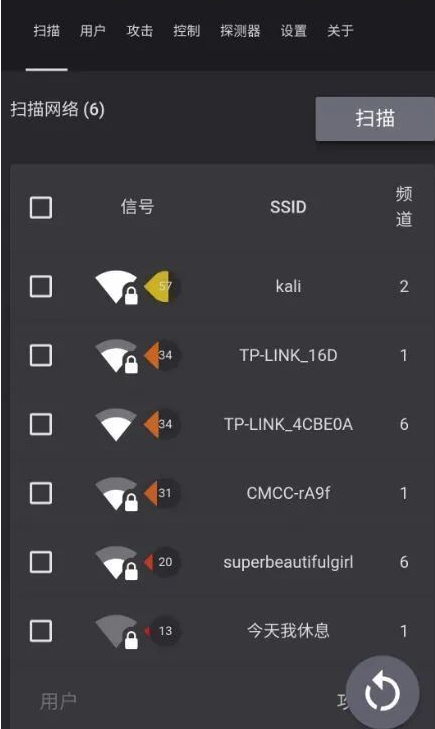 扫描 用户 攻击 控制 探测器 设置 关于
扫描网络 (6)
扫描
信号 SSID 频道
57 kali 2
34 TP-LINK_16D 1
34 TP-LINK_4CBE0A 6
31 CMCC-rA9f 1
20 superbeautifulgirl 6
13 今天我休息 1
用户